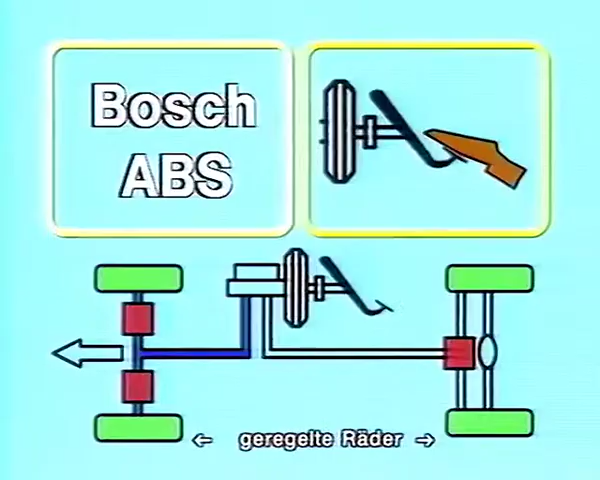 Bosch
ABS
← geregelte Räder →